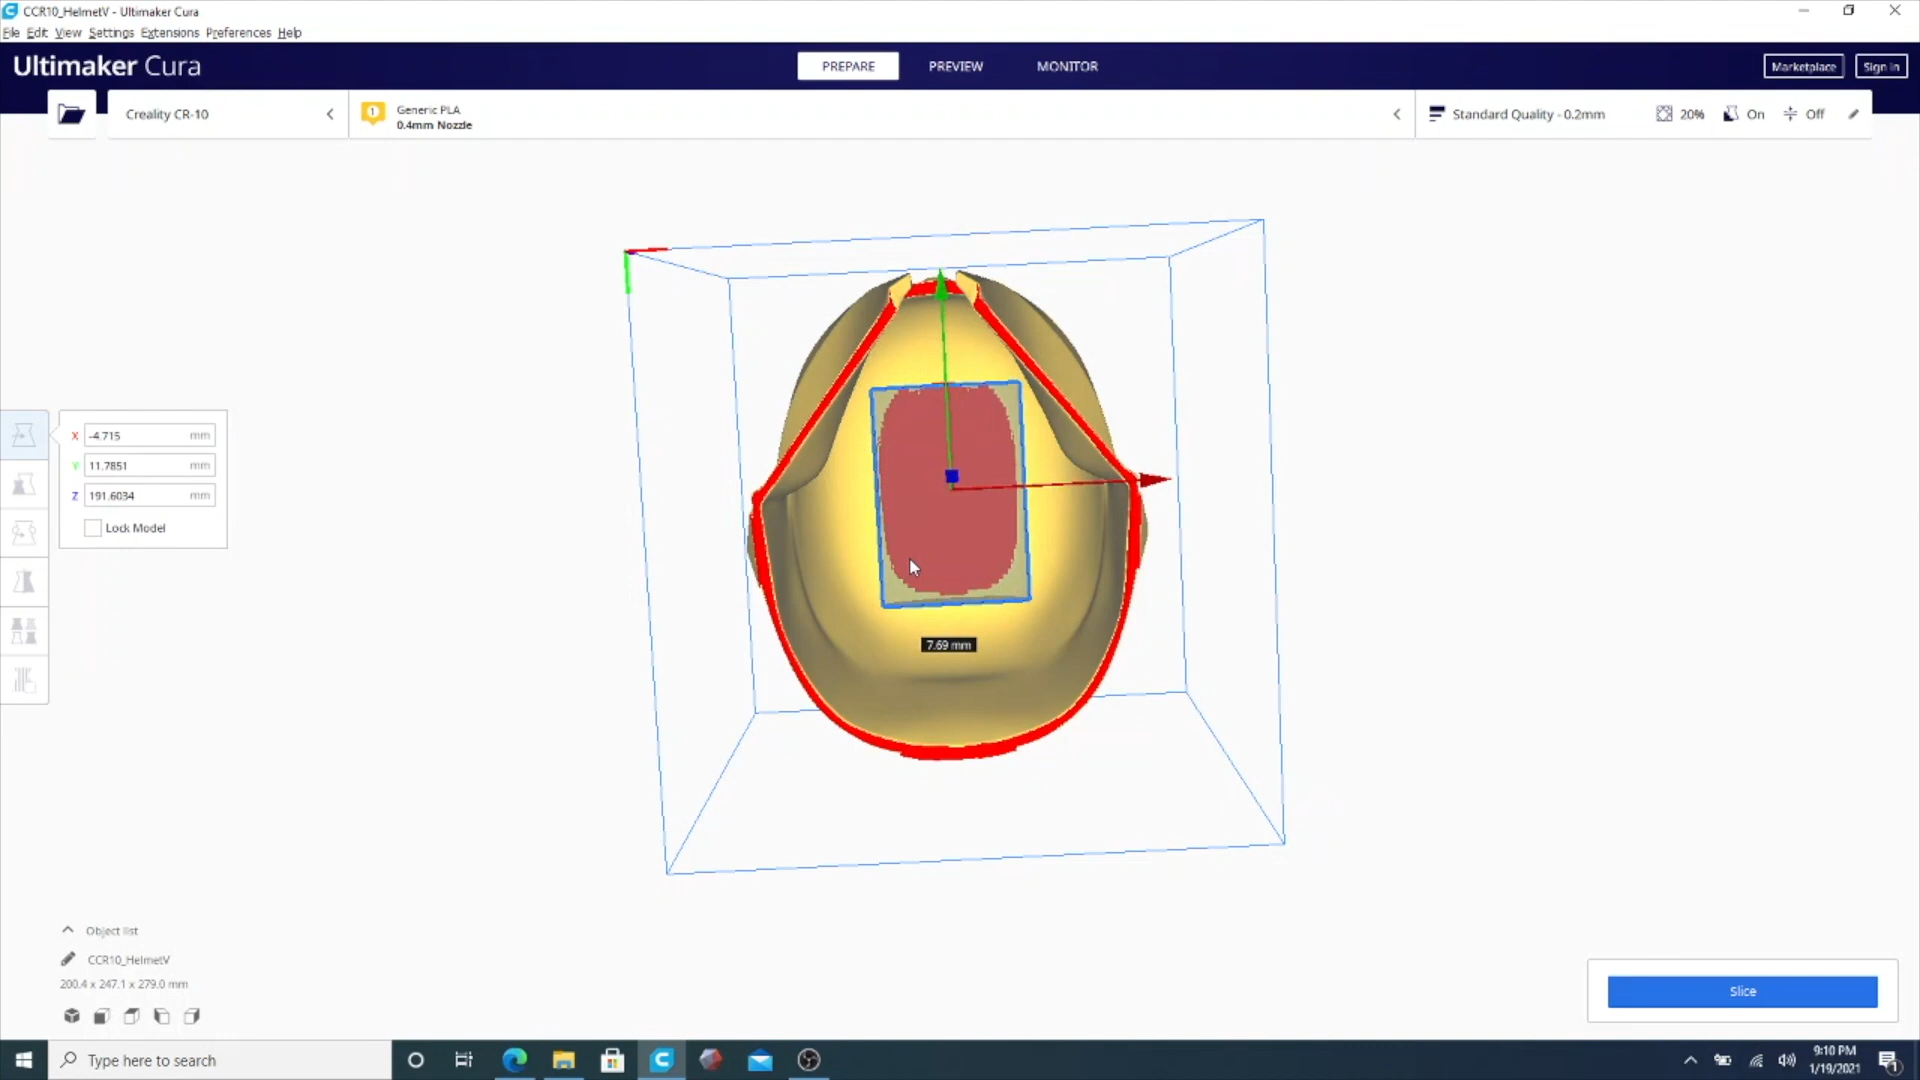 CCR10_HelmetV - Ultimaker Cura
File Edit View Settings Extensions Preferences Help
Ultimaker Cura
PREPARE
PREVIEW
MONITOR
Marketplace
Sign in
Creality CR-10
1
Generic PLA
0.4mm Nozzle
Standard Quality - 0.2mm
20%
On
Off
X -4.715 mm
Y 11.7851 mm
Z 191.6034 mm
Lock Model
7.69 mm
Object list
CCR10_HelmetV
200.4 x 247.1 x 279.0 mm
Slice
Type here to search
9:10 PM
1/19/2021
1